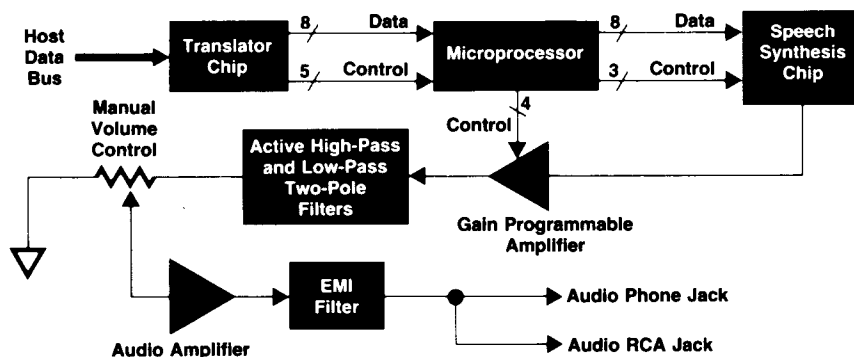 Host
Data
Bus
Translator
Chip
8
Data
5
Control
Microprocessor
8
Data
3
Control
Speech
Synthesis
Chip
4
Control
Manual
Volume
Control
Active High-Pass
and Low-Pass
Two-Pole
Filters
Gain Programmable
Amplifier
Audio Amplifier
EMI
Filter
Audio Phone Jack
Audio RCA Jack